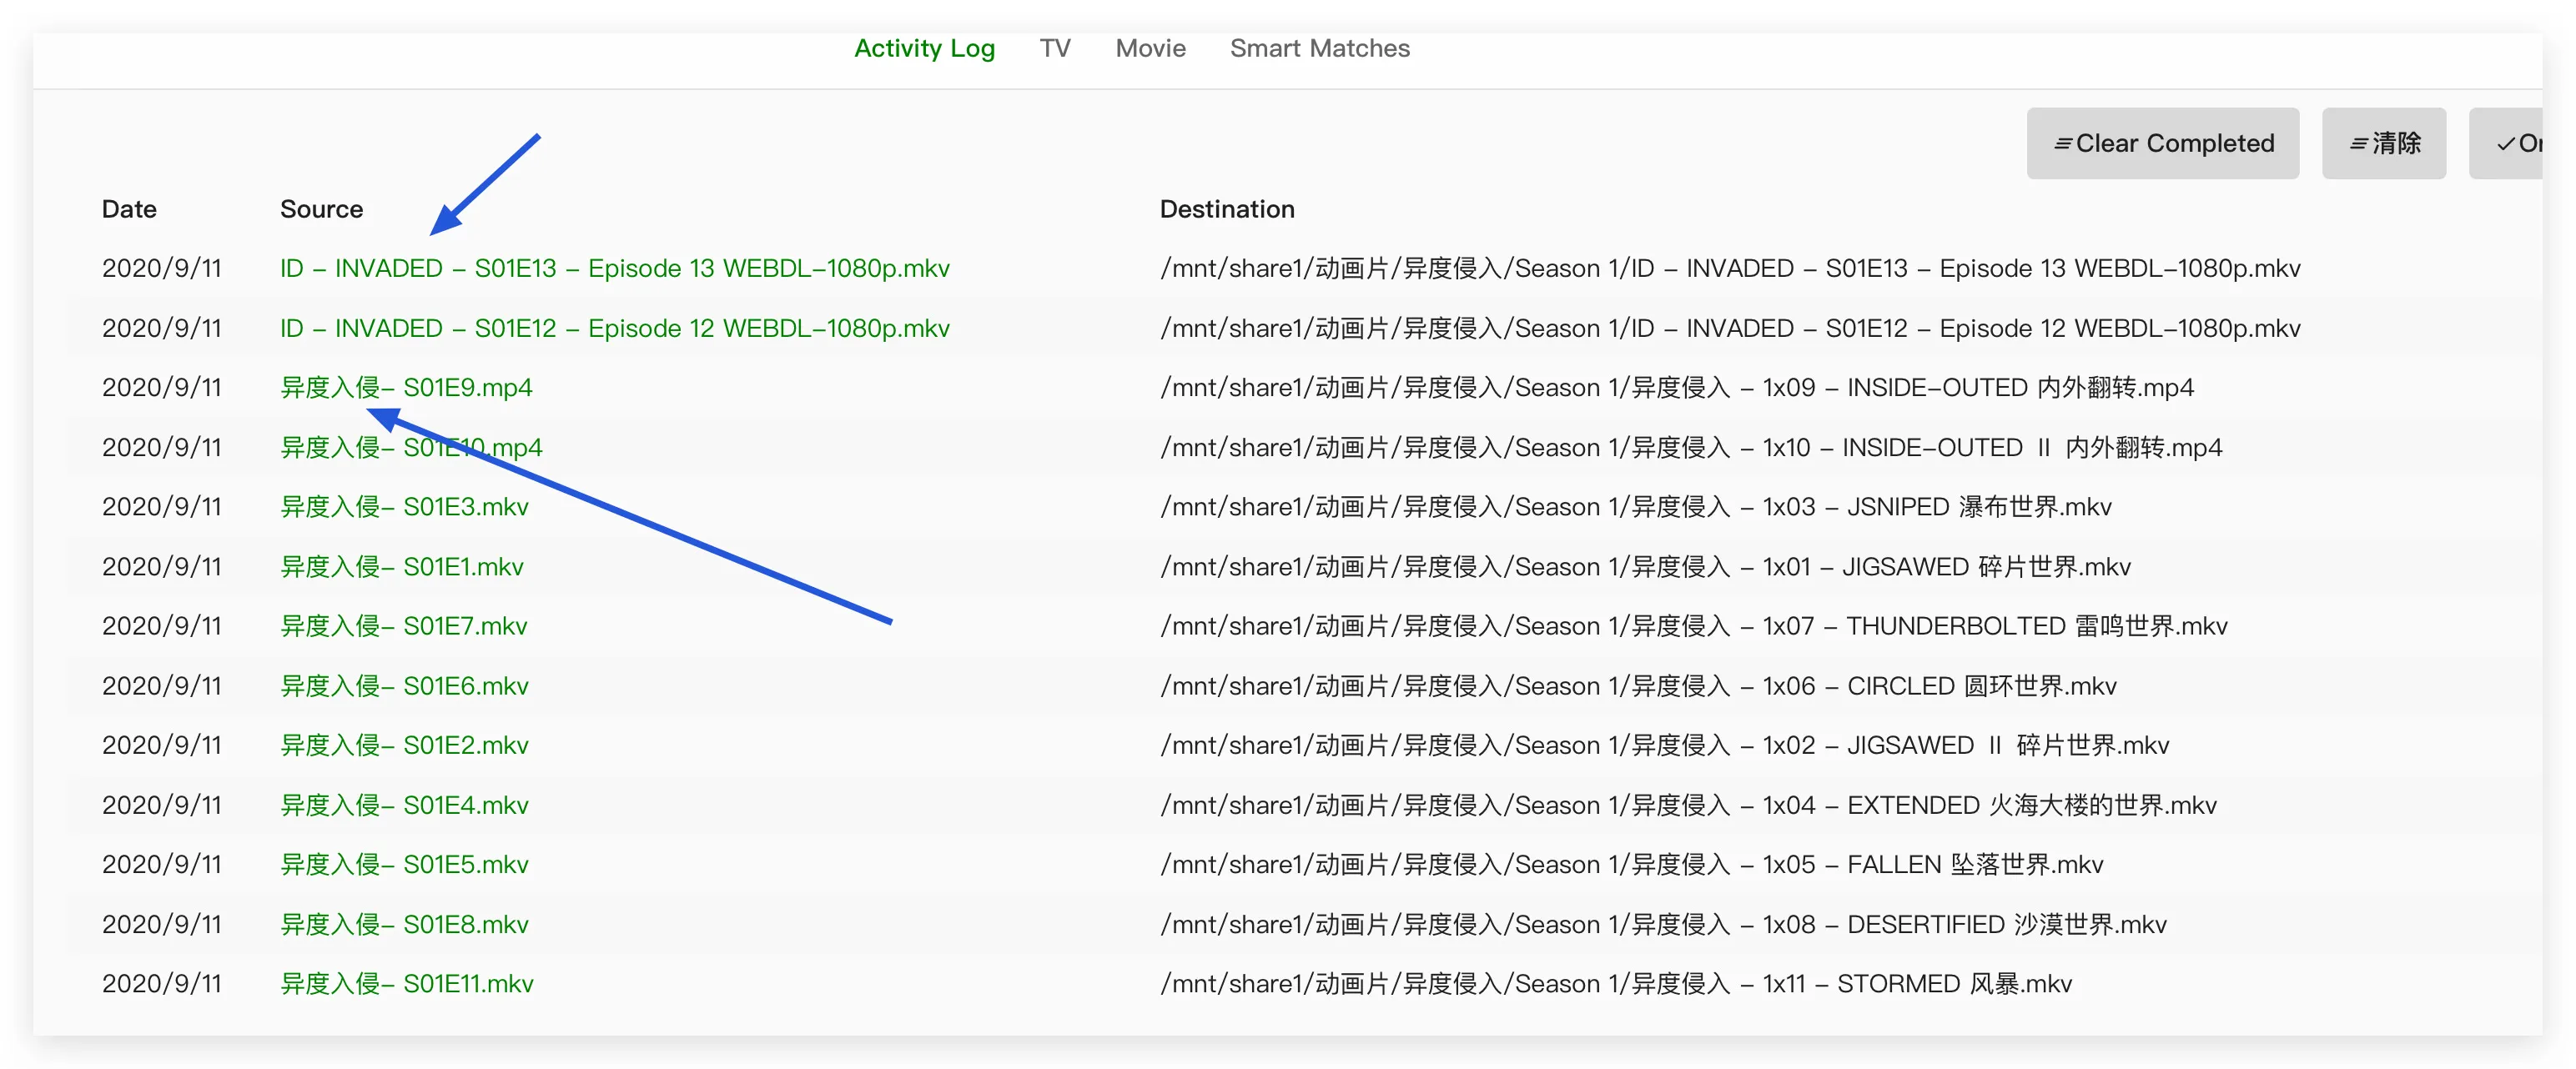 Activity Log TV Movie Smart Matches
Clear Completed 清除
Date Source Destination
2020/9/11 ID - INVADED - S01E13 - Episode 13 WEBDL-1080p.mkv /mnt/share1/动画片/异度侵入/Season 1/ID - INVADED - S01E13 - Episode 13 WEBDL-1080p.mkv
2020/9/11 ID - INVADED - S01E12 - Episode 12 WEBDL-1080p.mkv /mnt/share1/动画片/异度侵入/Season 1/ID - INVADED - S01E12 - Episode 12 WEBDL-1080p.mkv
2020/9/11 异度入侵- S01E9.mp4 /mnt/share1/动画片/异度侵入/Season 1/异度侵入 - 1x09 - INSIDE-OUTED 内外翻转.mp4
2020/9/11 异度入侵- S01E10.mp4 /mnt/share1/动画片/异度侵入/Season 1/异度侵入 - 1x10 - INSIDE-OUTED Ⅱ 内外翻转.mp4
2020/9/11 异度入侵- S01E3.mkv /mnt/share1/动画片/异度侵入/Season 1/异度侵入 - 1x03 - JSNIPED 瀑布世界.mkv
2020/9/11 异度入侵- S01E1.mkv /mnt/share1/动画片/异度侵入/Season 1/异度侵入 - 1x01 - JIGSAWED 碎片世界.mkv
2020/9/11 异度入侵- S01E7.mkv /mnt/share1/动画片/异度侵入/Season 1/异度侵入 - 1x07 - THUNDERBOLTED 雷鸣世界.mkv
2020/9/11 异度入侵- S01E6.mkv /mnt/share1/动画片/异度侵入/Season 1/异度侵入 - 1x06 - CIRCLED 圆环世界.mkv
2020/9/11 异度入侵- S01E2.mkv /mnt/share1/动画片/异度侵入/Season 1/异度侵入 - 1x02 - JIGSAWED Ⅱ 碎片世界.mkv
2020/9/11 异度入侵- S01E4.mkv /mnt/share1/动画片/异度侵入/Season 1/异度侵入 - 1x04 - EXTENDED 火海大楼的世界.mkv
2020/9/11 异度入侵- S01E5.mkv /mnt/share1/动画片/异度侵入/Season 1/异度侵入 - 1x05 - FALLEN 坠落世界.mkv
2020/9/11 异度入侵- S01E8.mkv /mnt/share1/动画片/异度侵入/Season 1/异度侵入 - 1x08 - DESERTIFIED 沙漠世界.mkv
2020/9/11 异度入侵- S01E11.mkv /mnt/share1/动画片/异度侵入/Season 1/异度侵入 - 1x11 - STORMED 风暴.mkv